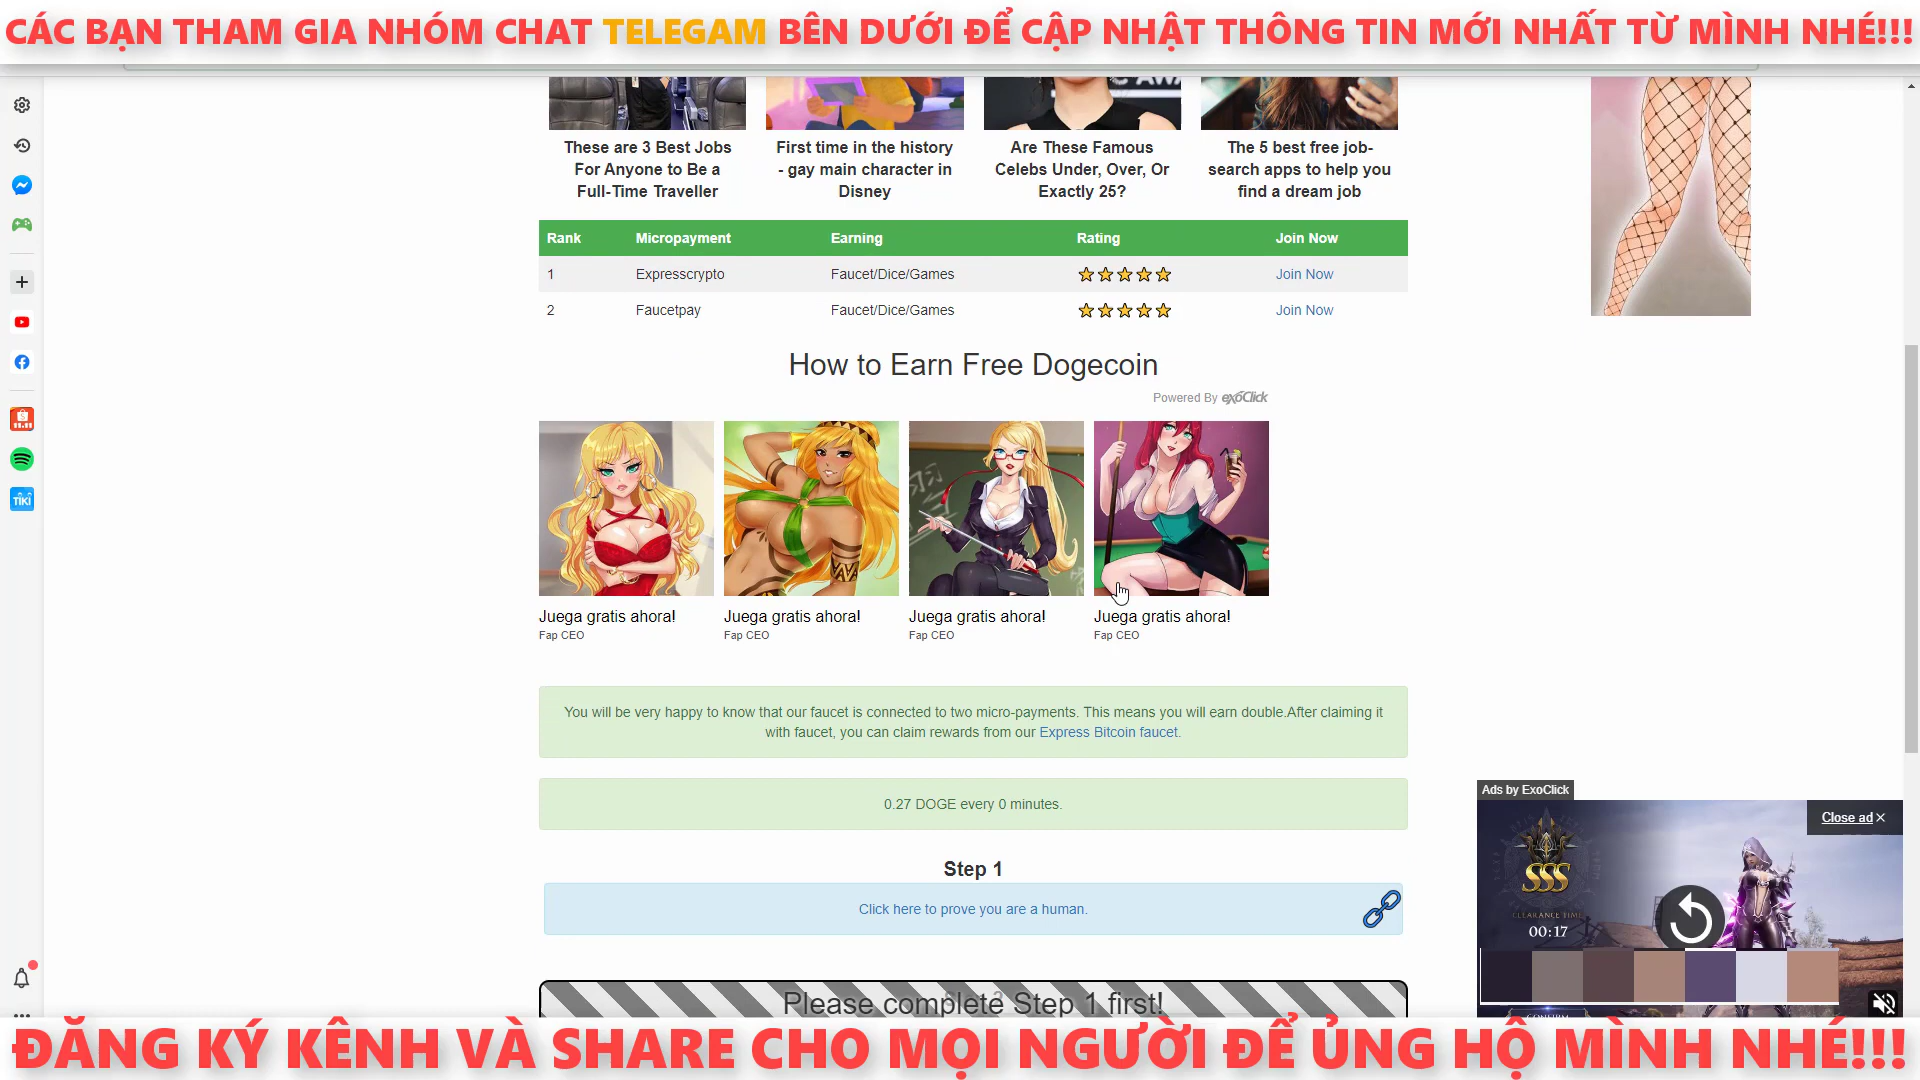 CÁC BẠN THAM GIA NHÓM CHAT TELEGAM BÊN DƯỚI ĐỂ CẬP NHẬT THÔNG TIN MỚI NHẤT TỪ MÌNH NHÉ!!!
These are 3 Best Jobs
For Anyone to Be a
Full-Time Traveller
First time in the history
- gay main character in
Disney
Are These Famous
Celebs Under, Over, Or
Exactly 25?
The 5 best free job-
search apps to help you
find a dream job
Rank Micropayment Earning Rating Join Now
1 Expresscrypto Faucet/Dice/Games Join Now
2 Faucetpay Faucet/Dice/Games Join Now
How to Earn Free Dogecoin
Powered By exoClick
Juega gratis ahora!
Fap CEO
Juega gratis ahora!
Fap CEO
Juega gratis ahora!
Fap CEO
Juega gratis ahora!
Fap CEO
11.11
TIKI
You will be very happy to know that our faucet is connected to two micro-payments. This means you will earn double.After claiming it
with faucet, you can claim rewards from our Express Bitcoin faucet.
0.27 DOGE every 0 minutes.
Step 1
Click here to prove you are a human.
Please complete Step 1 first!
Ads by ExoClick
Close ad ×
SSS
CLEARANCE TIME
00:17
ĐĂNG KÝ KÊNH VÀ SHARE CHO MỌI NGƯỜI ĐỂ ỦNG HỘ MÌNH NHÉ!!!